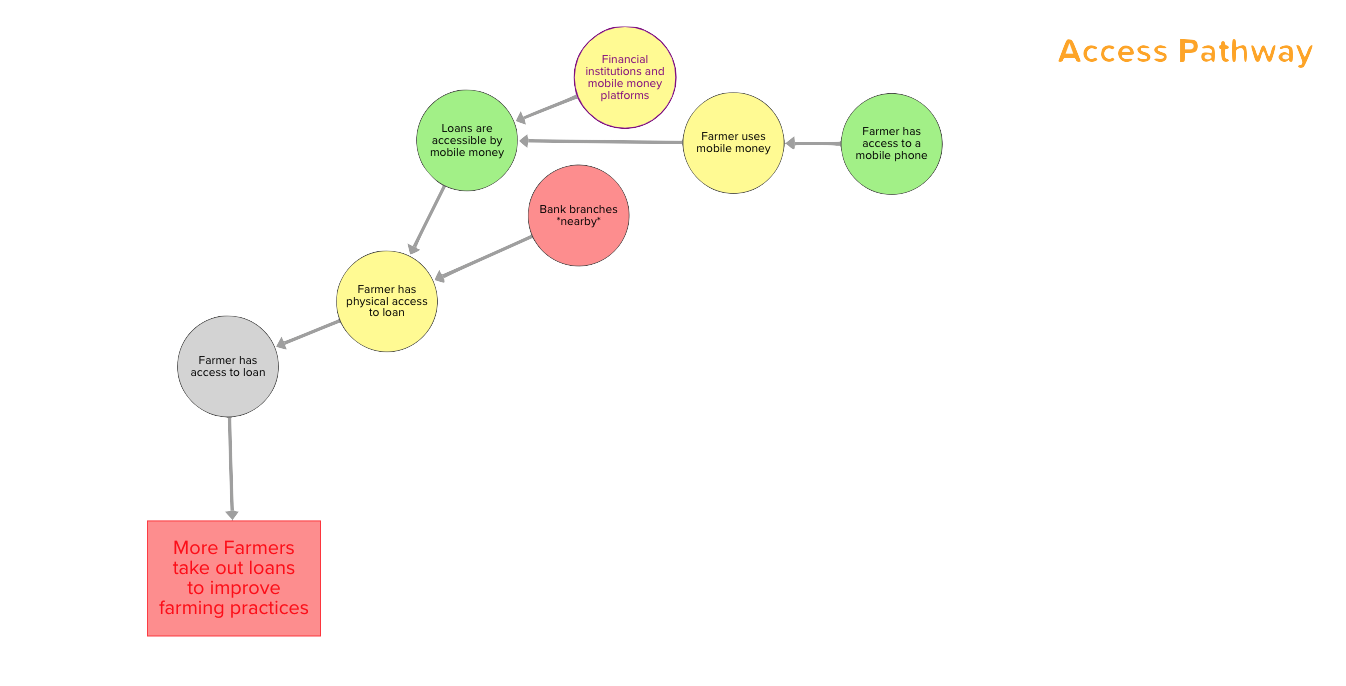 Access Pathway
Financial
institutions and
mobile money
platforms
Loans are
accessible by
mobile money
Farmer uses
mobile money
Farmer has
access to a
mobile phone
Bank branches
*nearby*
Farmer has
physical access
to loan
Farmer has
access to loan
More Farmers
take out loans
to improve
farming practices